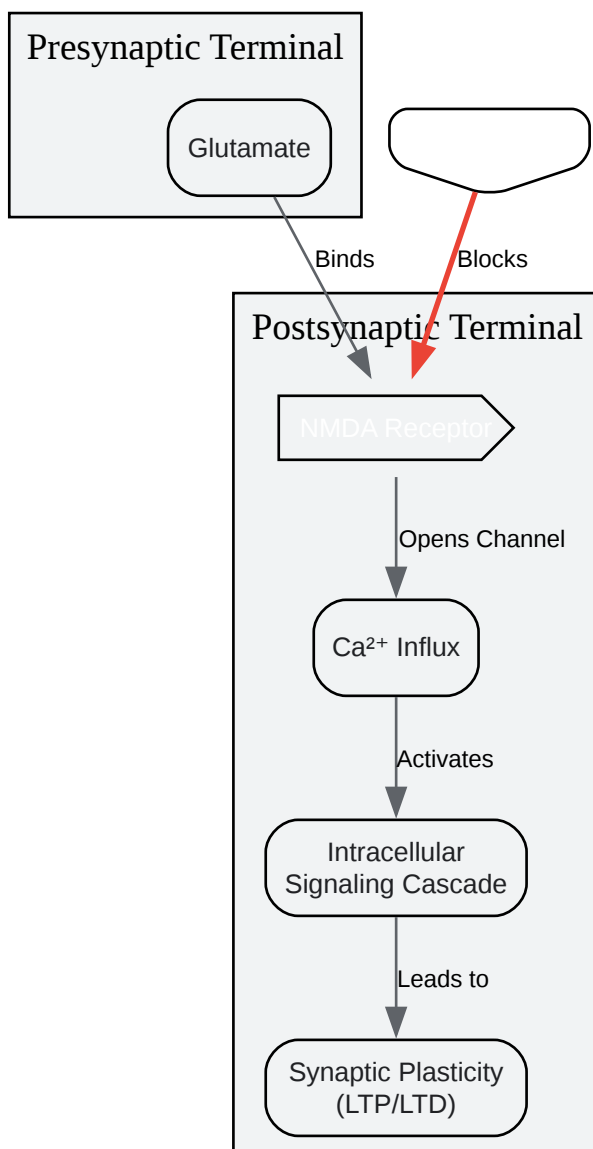 Presynaptic Terminal
Glutamate
Binds
Blocks
Postsynaptic Terminal
NMDA Receptor
Opens Channel
Ca²⁺ Influx
Activates
Intracellular
Signaling Cascade
Leads to
Synaptic Plasticity
(LTP/LTD)